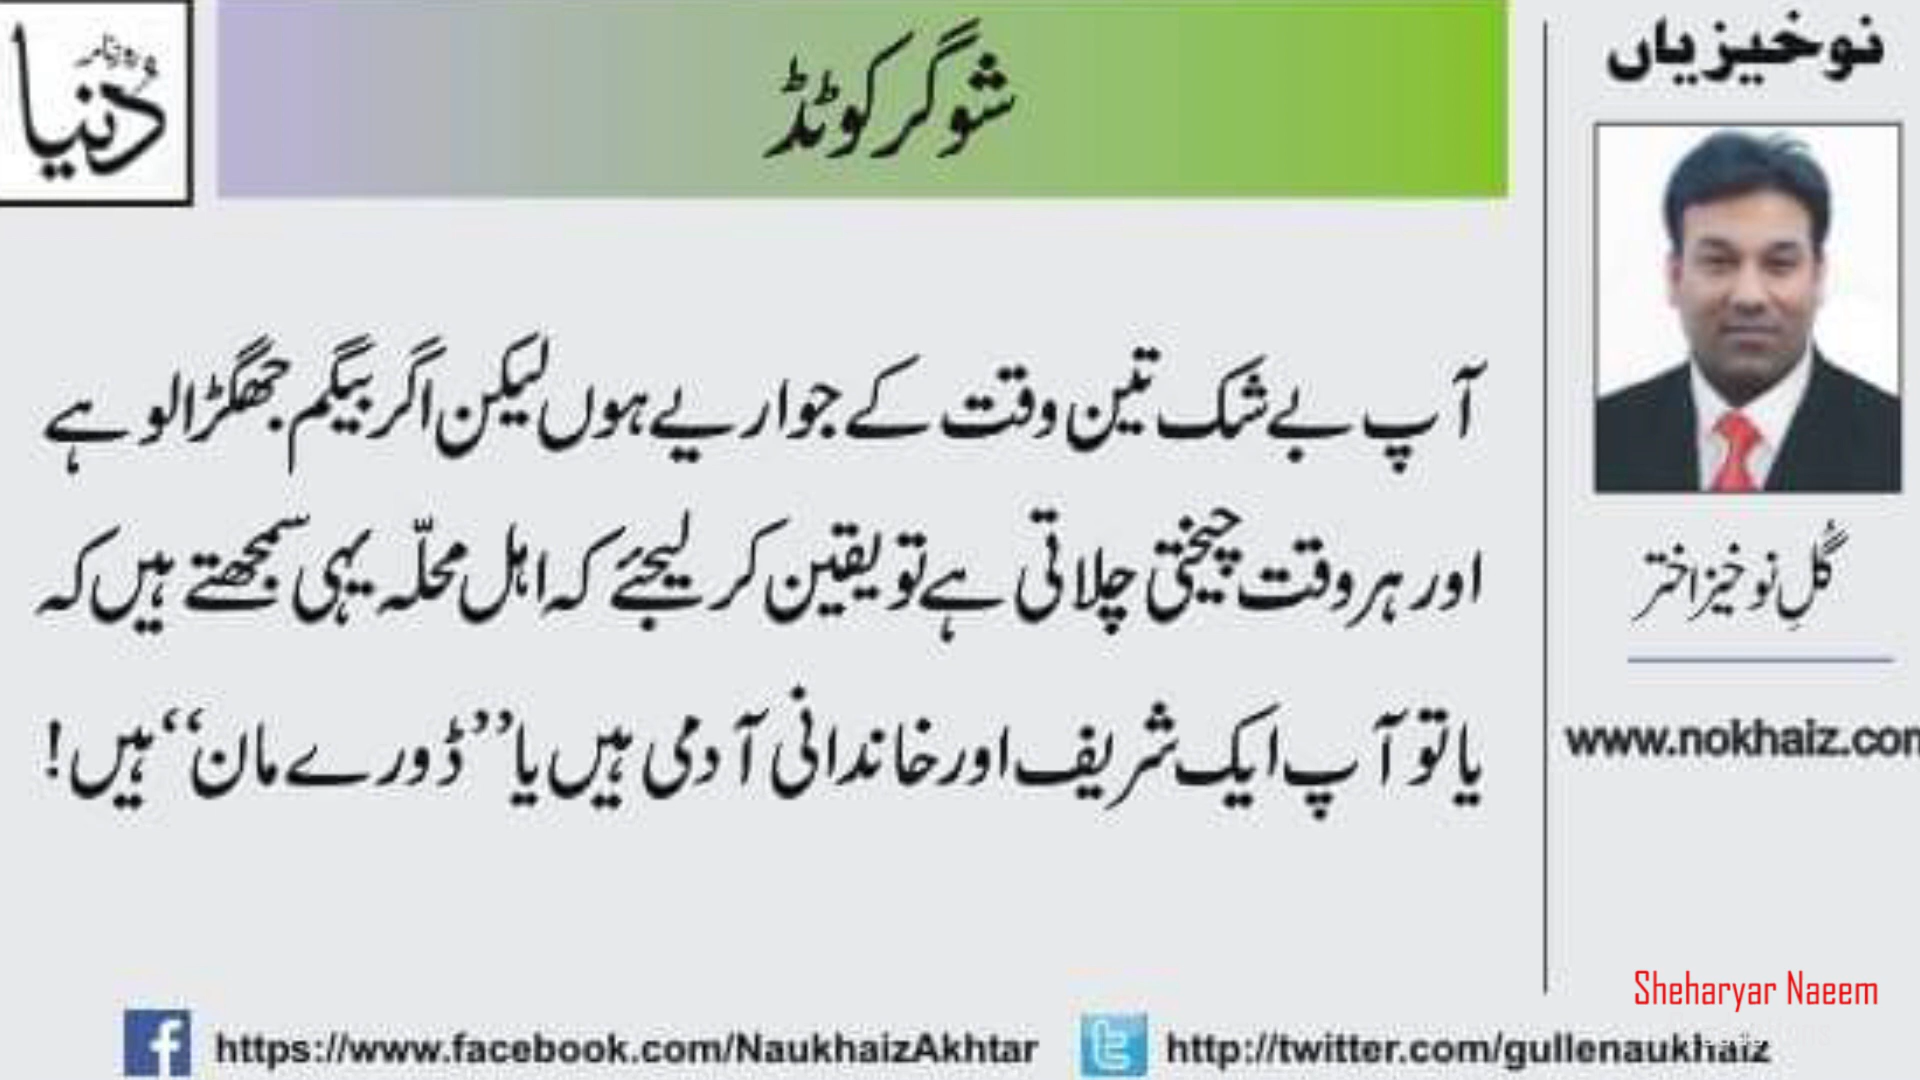 نوخیزیاں
شوگر کوٹڈ
روزنامہ
دُنیا
آپ بے شک تین وقت کے جواریے ہوں لیکن اگر بیگم جھگڑالو ہے
اور ہر وقت چیختی چلاتی ہے تو یقین کر لیجئے کہ اہل محلّہ یہی سمجھتے ہیں کہ
یا تو آپ ایک شریف اور خاندانی آدمی ہیں یا ’’ڈورے مان‘‘ ہیں!
گُلِ نوخیز اختر
www.nokhaiz.com
Sheharyar Naeem
https://www.facebook.com/NaukhaizAkhtar
http://twitter.com/gullenaukhaiz